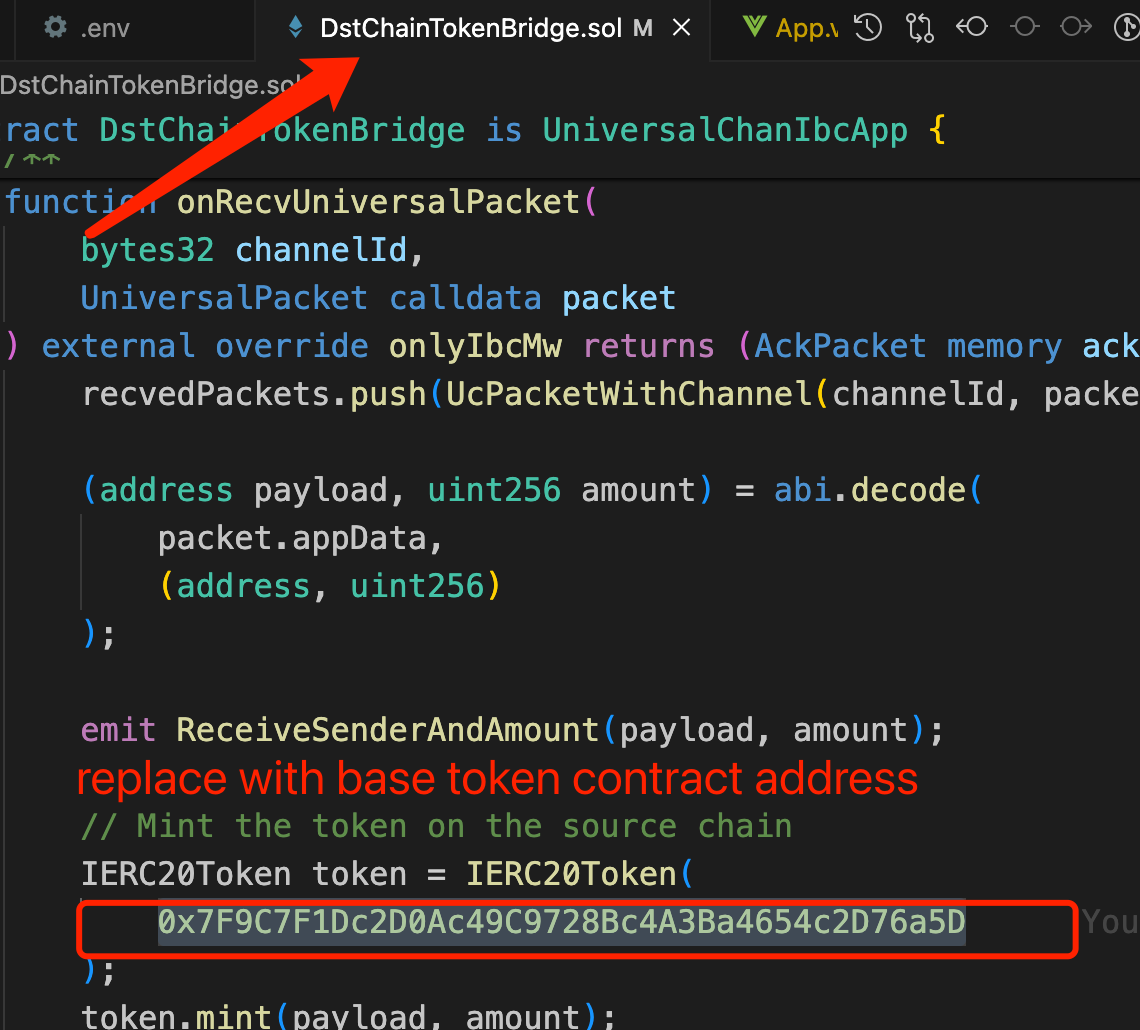 .env DstChainTokenBridge.sol M App.v
DstChainTokenBridge.sol
ract DstChainTokenBridge is UniversalChanIbcApp {
/**
function onRecvUniversalPacket(
bytes32 channelId,
UniversalPacket calldata packet
) external override onlyIbcMw returns (AckPacket memory ack
recvedPackets.push(UcPacketWithChannel(channelId, packe
(address payload, uint256 amount) = abi.decode(
packet.appData,
(address, uint256)
);
emit ReceiveSenderAndAmount(payload, amount);
replace with base token contract address
// Mint the token on the source chain
IERC20Token token = IERC20Token(
0x7F9C7F1Dc2D0Ac49C9728Bc4A3Ba4654c2D76a5D You
);
token.mint(payload, amount);